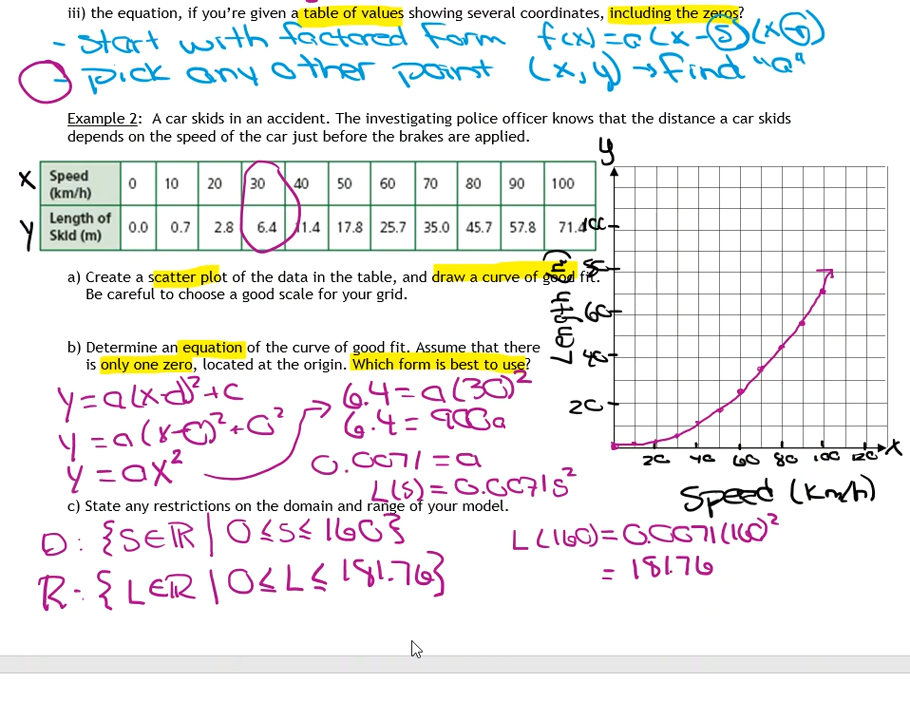 iii) the equation, if you're given a table of values showing several coordinates, including the zeros?
- start with factored form f(x)=a(x-s)(x-r)
- pick any other point (x,y) → find "a"
Example 2: A car skids in an accident. The investigating police officer knows that the distance a car skids
depends on the speed of the car just before the brakes are applied.
X Speed (km/h) 0 10 20 30 40 50 60 70 80 90 100
Y Length of Skid (m) 0.0 0.7 2.8 6.4 11.4 17.8 25.7 35.0 45.7 57.8 71.4
a) Create a scatter plot of the data in the table, and draw a curve of good fit.
Be careful to choose a good scale for your grid.
b) Determine an equation of the curve of good fit. Assume that there
is only one zero, located at the origin. Which form is best to use?
y=a(x-d)²+c
y=a(x-0)²+0²
y=ax²
→ 6.4=a(30)²
6.4=900a
0.0071=a
L(s)=0.0071s²
y
100
80
60
40
20
Length (m)
20 40 60 80 100 120 X
Speed (km/h)
c) State any restrictions on the domain and range of your model.
D: {S∈R | 0≤S≤160}
R: {L∈R | 0≤L≤181.76}
L(160)=0.0071(160)²
= 181.76